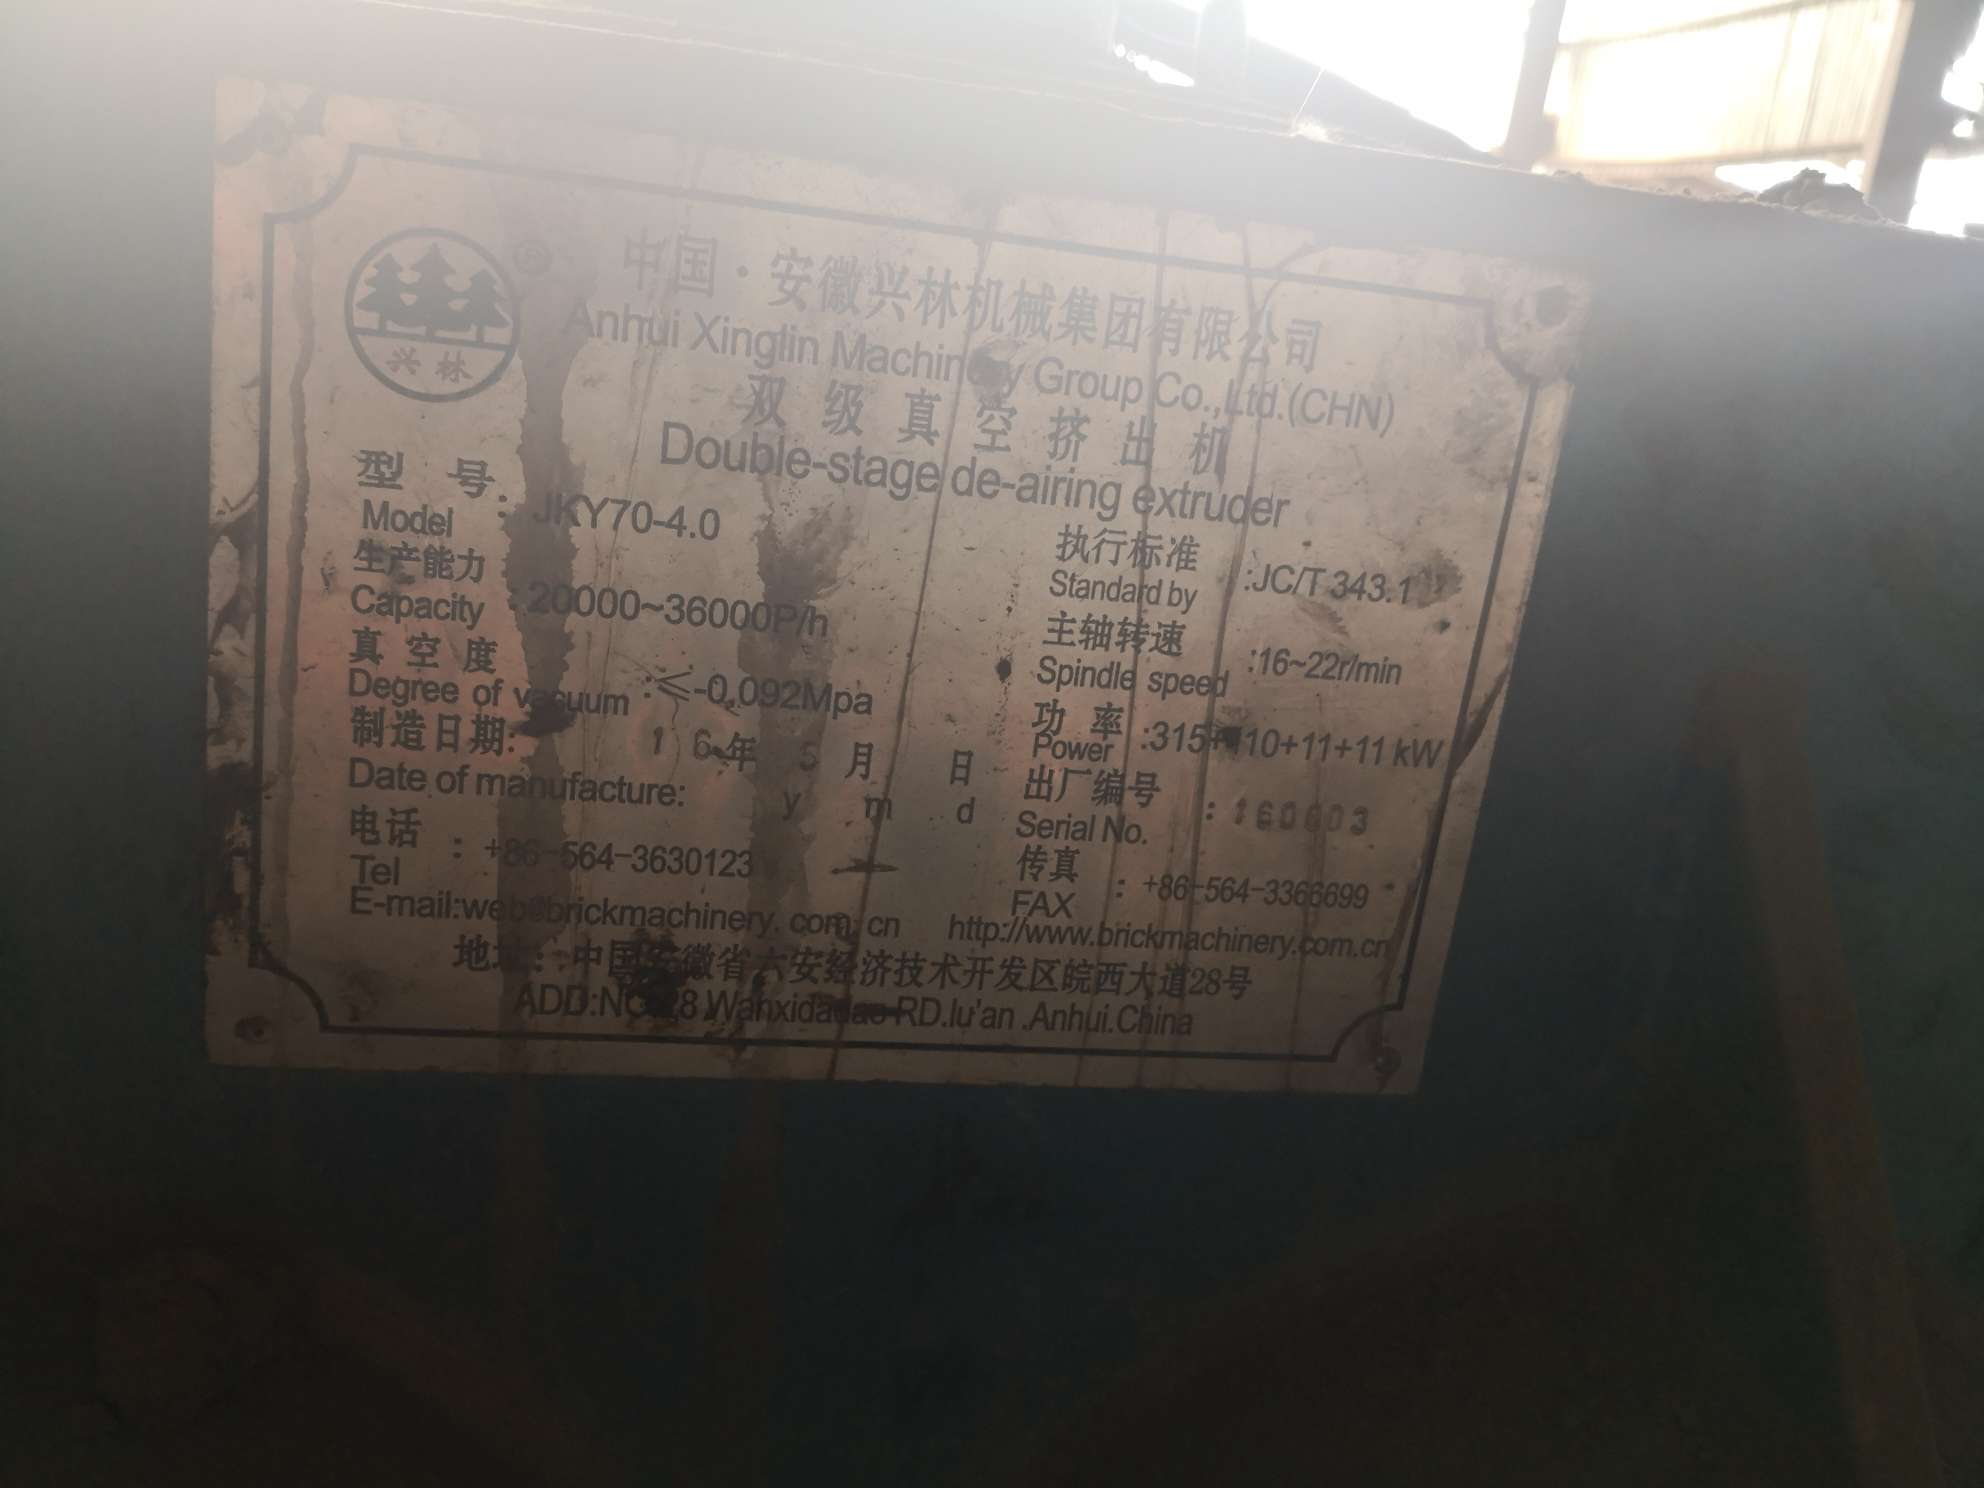 兴林
®
中国·安徽兴林机械集团有限公司
Anhui Xinglin Machinery Group Co.,Ltd.(CHN)
双级真空挤出机
Double-stage de-airing extruder
型号
Model : JKY70-4.0
执行标准
Standard by :JC/T 343.1
生产能力
Capacity : 20000~36000P/h
主轴转速
Spindle speed :16~22r/min
真空度
Degree of vacuum :≤-0.092Mpa
功率
Power :315+110+11+11 kW
制造日期: 16年 5月 日
Date of manufacture: y m d
出厂编号
Serial No. : 160003
电话
Tel : +86-564-3630123
传真
FAX : +86-564-3366699
E-mail:web@brickmachinery.com.cn http://www.brickmachinery.com.cn
地址:中国安徽省六安经济技术开发区皖西大道28号
ADD:NO.28.Wanxidadao RD.lu'an .Anhui.China